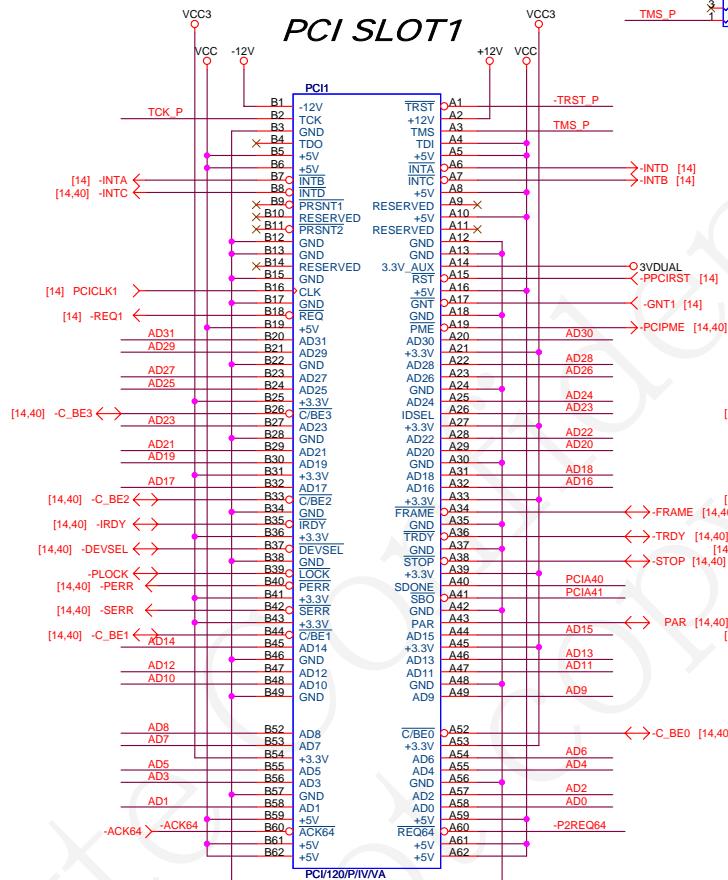 VCC3
PCI SLOT1
VCC3
TMS_P
3
1
VCC
-12V
+12V
VCC
PCI1
B1 -12V TRST A1 -TRST_P
TCK_P B2 TCK +12V A2
B3 GND TMS A3 TMS_P
B4 TDO TDI A4
B5 +5V +5V A5
B6 +5V INTA A6 -INTD [14]
[14] -INTA B7 INTB INTC A7 -INTB [14]
[14,40] -INTC B8 INTD +5V A8
B9 PRSNT1 RESERVED A9
B10 RESERVED +5V A10
B11 PRSNT2 RESERVED A11
B12 GND GND A12
B13 GND GND A13
B14 RESERVED 3.3V_AUX A14 3VDUAL
B15 GND RST A15 -PPCIRST [14]
[14] PCICLK1 B16 CLK +5V A16
B17 GND GNT A17 -GNT1 [14]
[14] -REQ1 B18 REQ GND A18
B19 +5V PME A19 -PCIPME [14,40]
AD31 B20 AD31 AD30 A20 AD30
AD29 B21 AD29 +3.3V A21
B22 GND AD28 A22 AD28
AD27 B23 AD27 AD26 A23 AD26
AD25 B24 AD25 GND A24
B25 +3.3V AD24 A25 AD24
[14,40] -C_BE3 B26 C/BE3 IDSEL A26 AD23
AD23 B27 AD23 +3.3V A27
B28 GND AD22 A28 AD22
AD21 B29 AD21 AD20 A29 AD20
AD19 B30 AD19 GND A30
B31 +3.3V AD18 A31 AD18
AD17 B32 AD17 AD16 A32 AD16
[14,40] -C_BE2 B33 C/BE2 +3.3V A33
B34 GND FRAME A34 -FRAME [14,40
[14,40] -IRDY B35 IRDY GND A35
B36 +3.3V TRDY A36 -TRDY [14,40]
[14,40] -DEVSEL B37 DEVSEL GND A37 [14
B38 GND STOP A38 -STOP [14,40]
-PLOCK B39 LOCK +3.3V A39
[14,40] -PERR B40 PERR SDONE A40 PCIA40
B41 +3.3V SBO A41 PCIA41
[14,40] -SERR B42 SERR GND A42
B43 +3.3V PAR A43 PAR [14,40]
[14,40] -C_BE1 B44 C/BE1 AD15 A44 AD15
AD14 B45 AD14 +3.3V A45
B46 GND AD13 A46 AD13
AD12 B47 AD12 AD11 A47 AD11
AD10 B48 AD10 GND A48
B49 GND AD9 A49 AD9
AD8 B52 AD8 C/BE0 A52 -C_BE0 [14,40
AD7 B53 AD7 +3.3V A53
B54 +3.3V AD6 A54 AD6
AD5 B55 AD5 AD4 A55 AD4
AD3 B56 AD3 GND A56
B57 GND AD2 A57 AD2
AD1 B58 AD1 AD0 A58 AD0
B59 +5V +5V A59
-ACK64 -ACK64 B60 ACK64 REQ64 A60 -P2REQ64
B61 +5V +5V A61
B62 +5V +5V A62
PCI/120/P/IV/VA